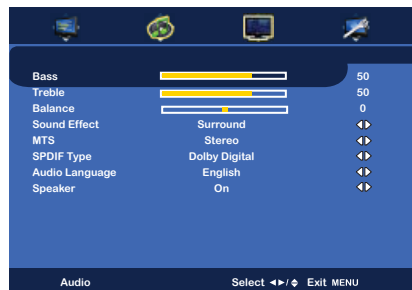 Bass 50
Treble 50
Balance 0
Sound Effect Surround
MTS Stereo
SPDIF Type Dolby Digital
Audio Language English
Speaker On
Audio Select ◄►/◆ Exit MENU